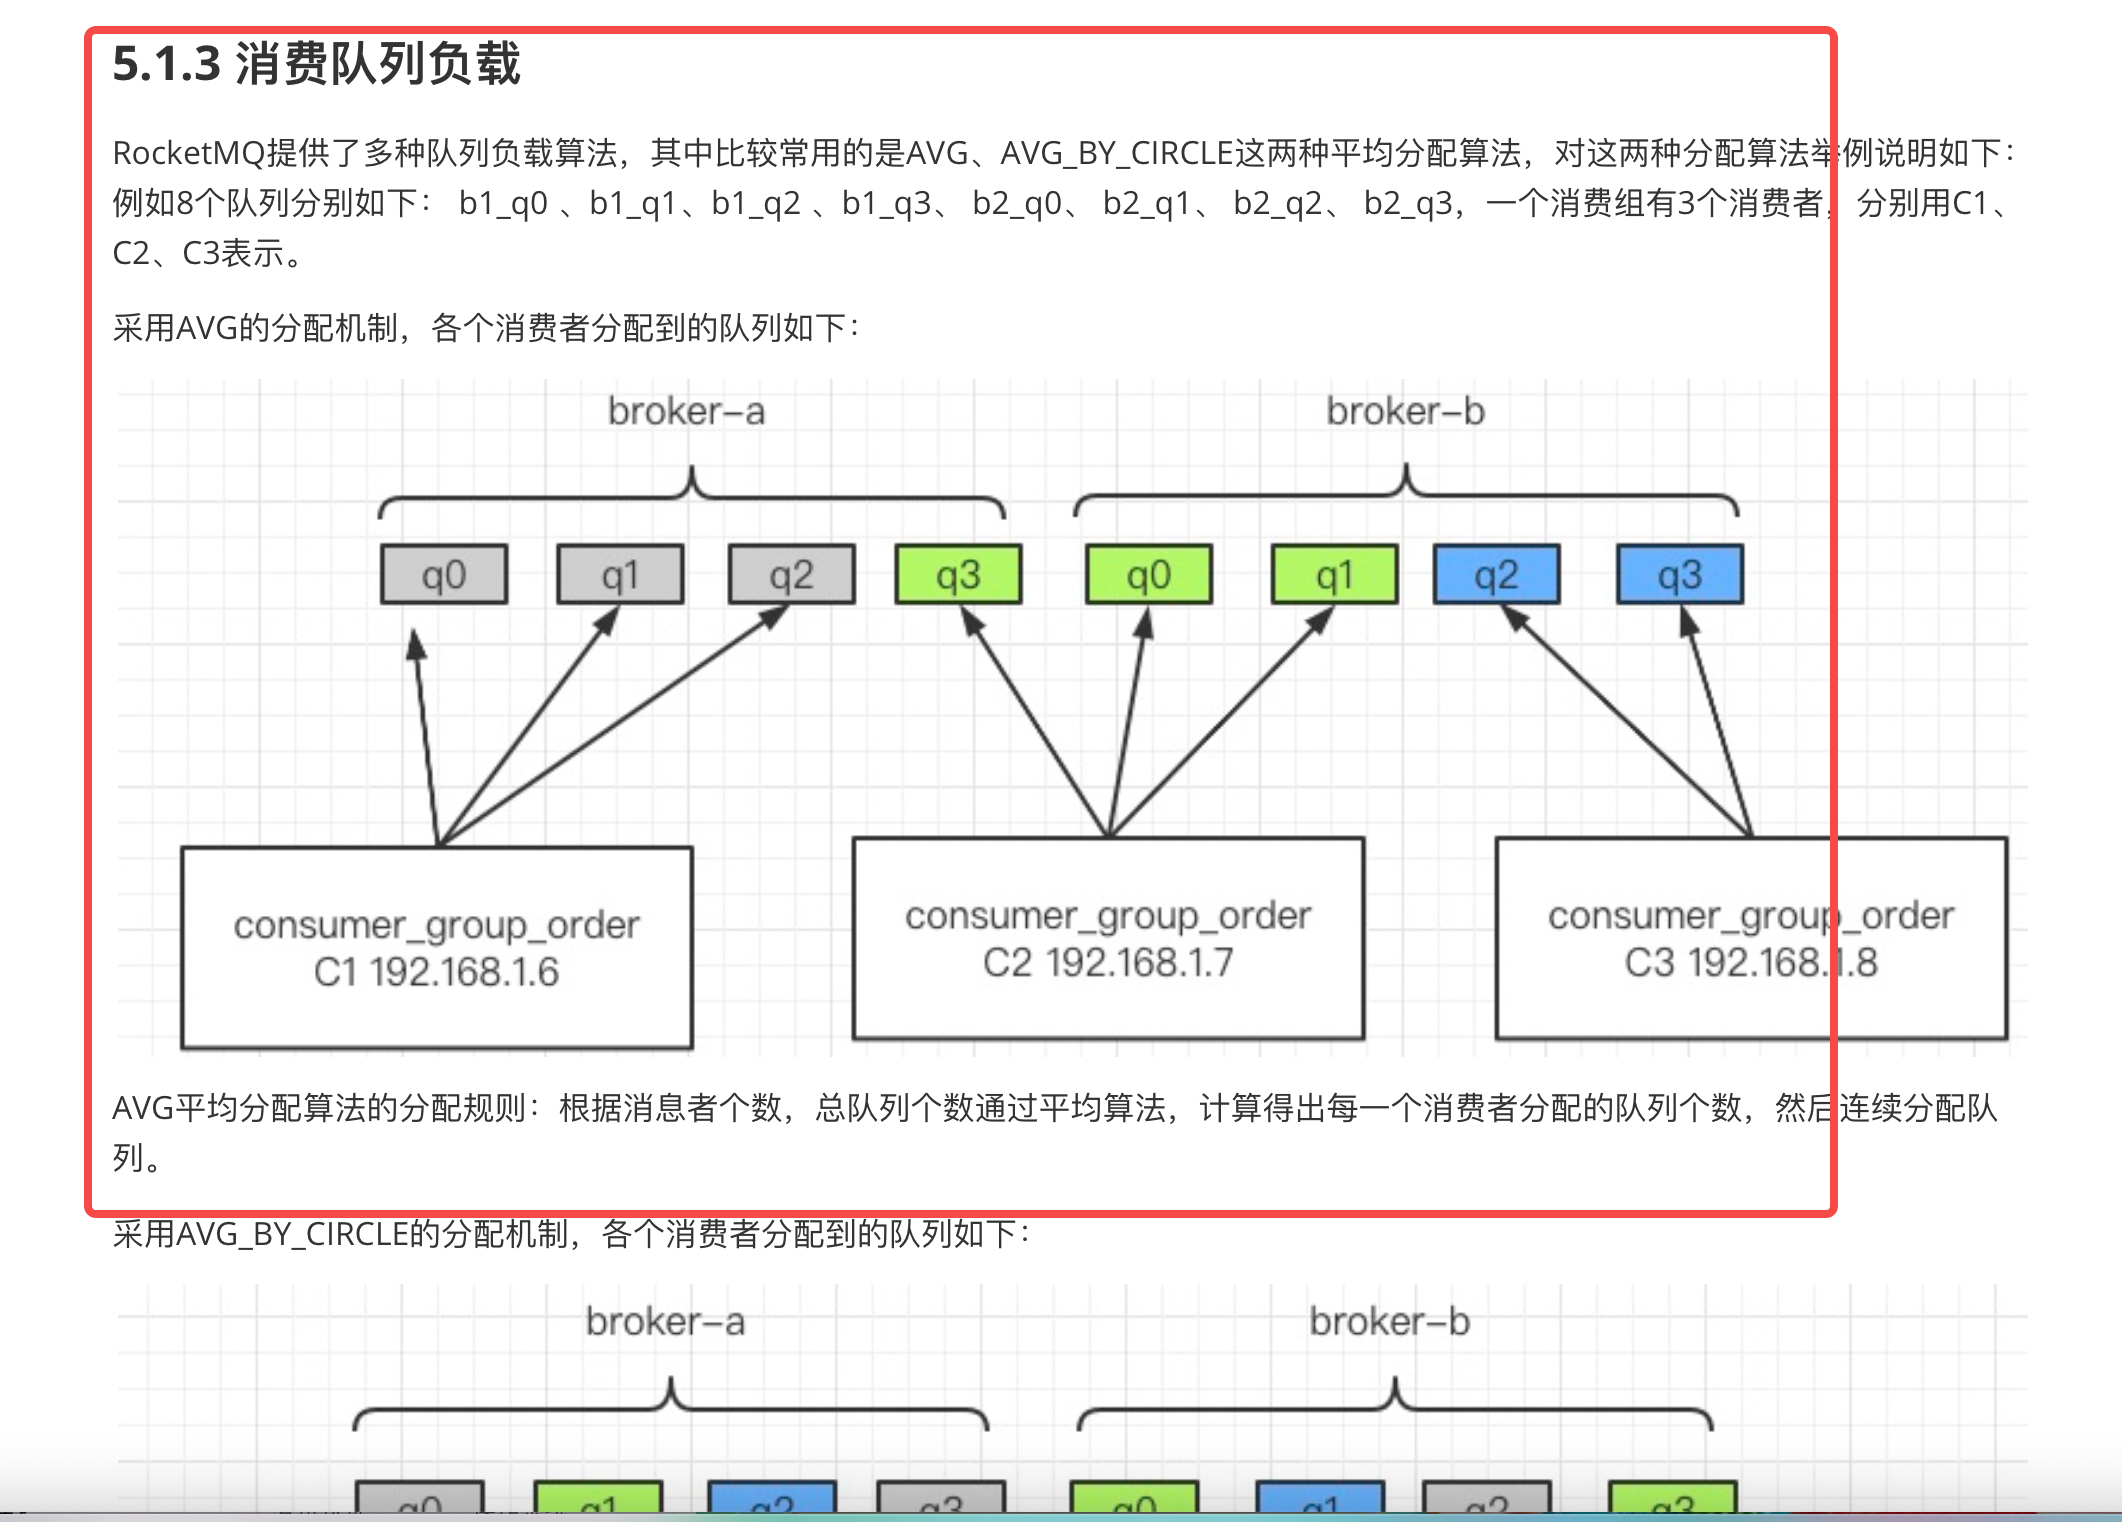 5.1.3 消费队列负载
RocketMQ提供了多种队列负载算法，其中比较常用的是AVG、AVG_BY_CIRCLE这两种平均分配算法，对这两种分配算法举例说明如下：
例如8个队列分别如下： b1_q0 、b1_q1、b1_q2 、b1_q3、 b2_q0、 b2_q1、 b2_q2、 b2_q3，一个消费组有3个消费者，分别用C1、
C2、C3表示。
采用AVG的分配机制，各个消费者分配到的队列如下：
broker-a
broker-b
q0
q1
q2
q3
q0
q1
q2
q3
consumer_group_order
C1 192.168.1.6
consumer_group_order
C2 192.168.1.7
consumer_group_order
C3 192.168.1.8
AVG平均分配算法的分配规则：根据消息者个数，总队列个数通过平均算法，计算得出每一个消费者分配的队列个数，然后连续分配队
列。
采用AVG_BY_CIRCLE的分配机制，各个消费者分配到的队列如下：
broker-a
broker-b
q0
q1
q2
q3
q0
q1
q2
q3